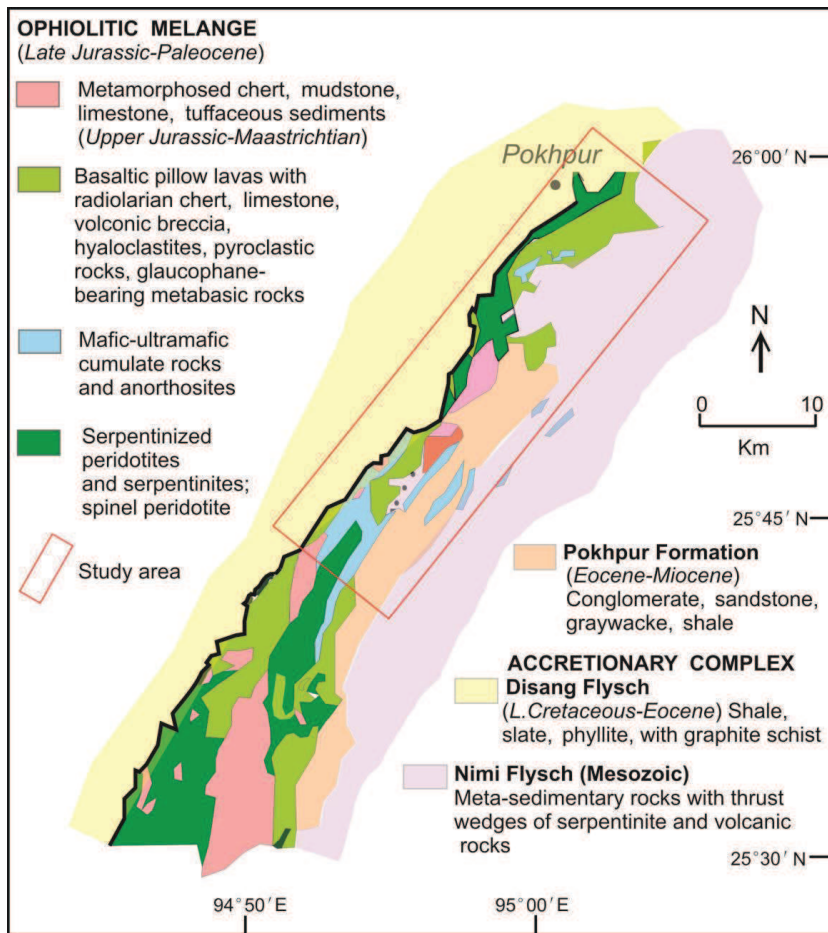 OPHIOLITIC MELANGE
(Late Jurassic-Paleocene)
Metamorphosed chert, mudstone,
limestone, tuffaceous sediments
(Upper Jurassic-Maastrichtian)
Basaltic pillow lavas with
radiolarian chert, limestone,
volconic breccia,
hyaloclastites, pyroclastic
rocks, glaucophane-
bearing metabasic rocks
Mafic-ultramafic
cumulate rocks
and anorthosites
Serpentinized
peridotites
and serpentinites;
spinel peridotite
Study area
Pokhpur
26°00′ N
N
0 10
Km
25°45′ N
Pokhpur Formation
(Eocene-Miocene)
Conglomerate, sandstone,
graywacke, shale
ACCRETIONARY COMPLEX
Disang Flysch
(L.Cretaceous-Eocene) Shale,
slate, phyllite, with graphite schist
Nimi Flysch (Mesozoic)
Meta-sedimentary rocks with thrust
wedges of serpentinite and volcanic
rocks
25°30′ N
94°50′E
95°00′E